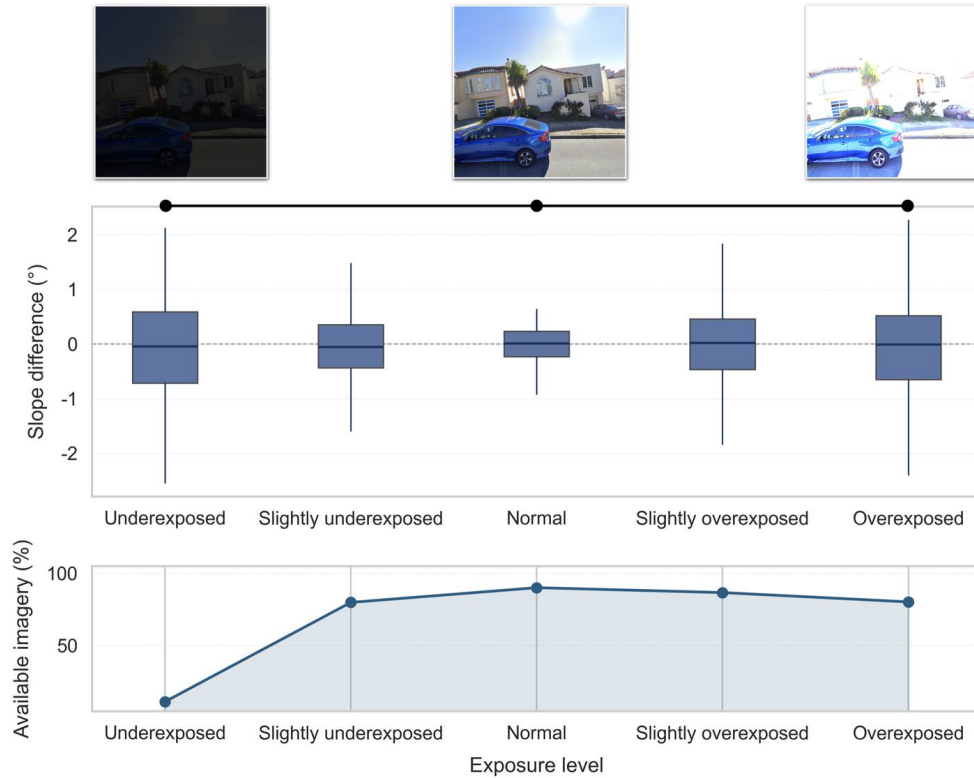 Slope difference (°)
2
1
0
-1
-2
Underexposed
Slightly underexposed
Normal
Slightly overexposed
Overexposed
Available imagery (%)
100
50
Underexposed
Slightly underexposed
Normal
Slightly overexposed
Overexposed
Exposure level